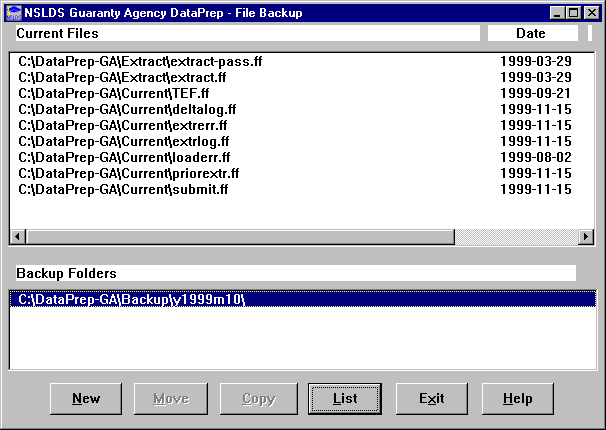 NSLDS Guaranty Agency DataPrep - File Backup
Current Files Date
C:\DataPrep-GA\Extract\extract-pass.ff 1999-03-29
C:\DataPrep-GA\Extract\extract.ff 1999-03-29
C:\DataPrep-GA\Current\TEF.ff 1999-09-21
C:\DataPrep-GA\Current\deltalog.ff 1999-11-15
C:\DataPrep-GA\Current\extrerr.ff 1999-11-15
C:\DataPrep-GA\Current\extrlog.ff 1999-11-15
C:\DataPrep-GA\Current\loaderr.ff 1999-08-02
C:\DataPrep-GA\Current\priorextr.ff 1999-11-15
C:\DataPrep-GA\Current\submit.ff 1999-11-15
Backup Folders
C:\DataPrep-GA\Backup\y1999m10\
New Move Copy List Exit Help